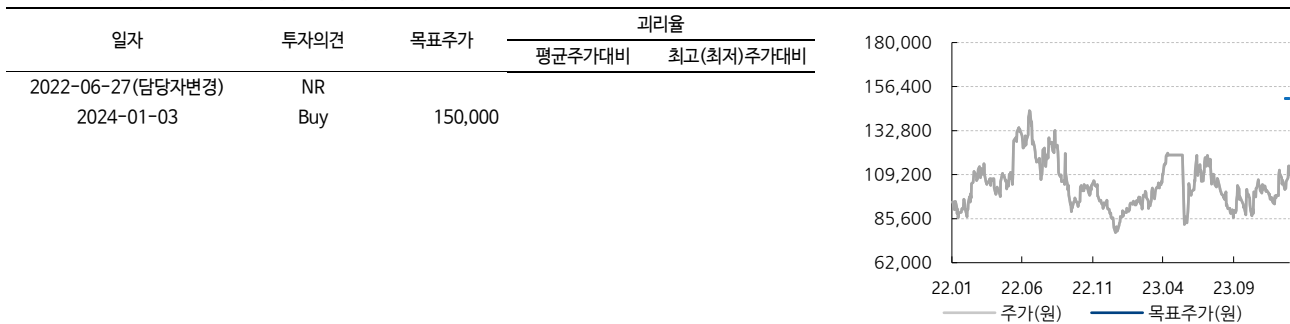 일자 투자의견 목표주가 괴리율
평균주가대비 최고(최저)주가대비
2022-06-27(담당자변경) NR
2024-01-03 Buy 150,000
180,000
156,400
132,800
109,200
85,600
62,000
22.01 22.06 22.11 23.04 23.09
주가(원) 목표주가(원)